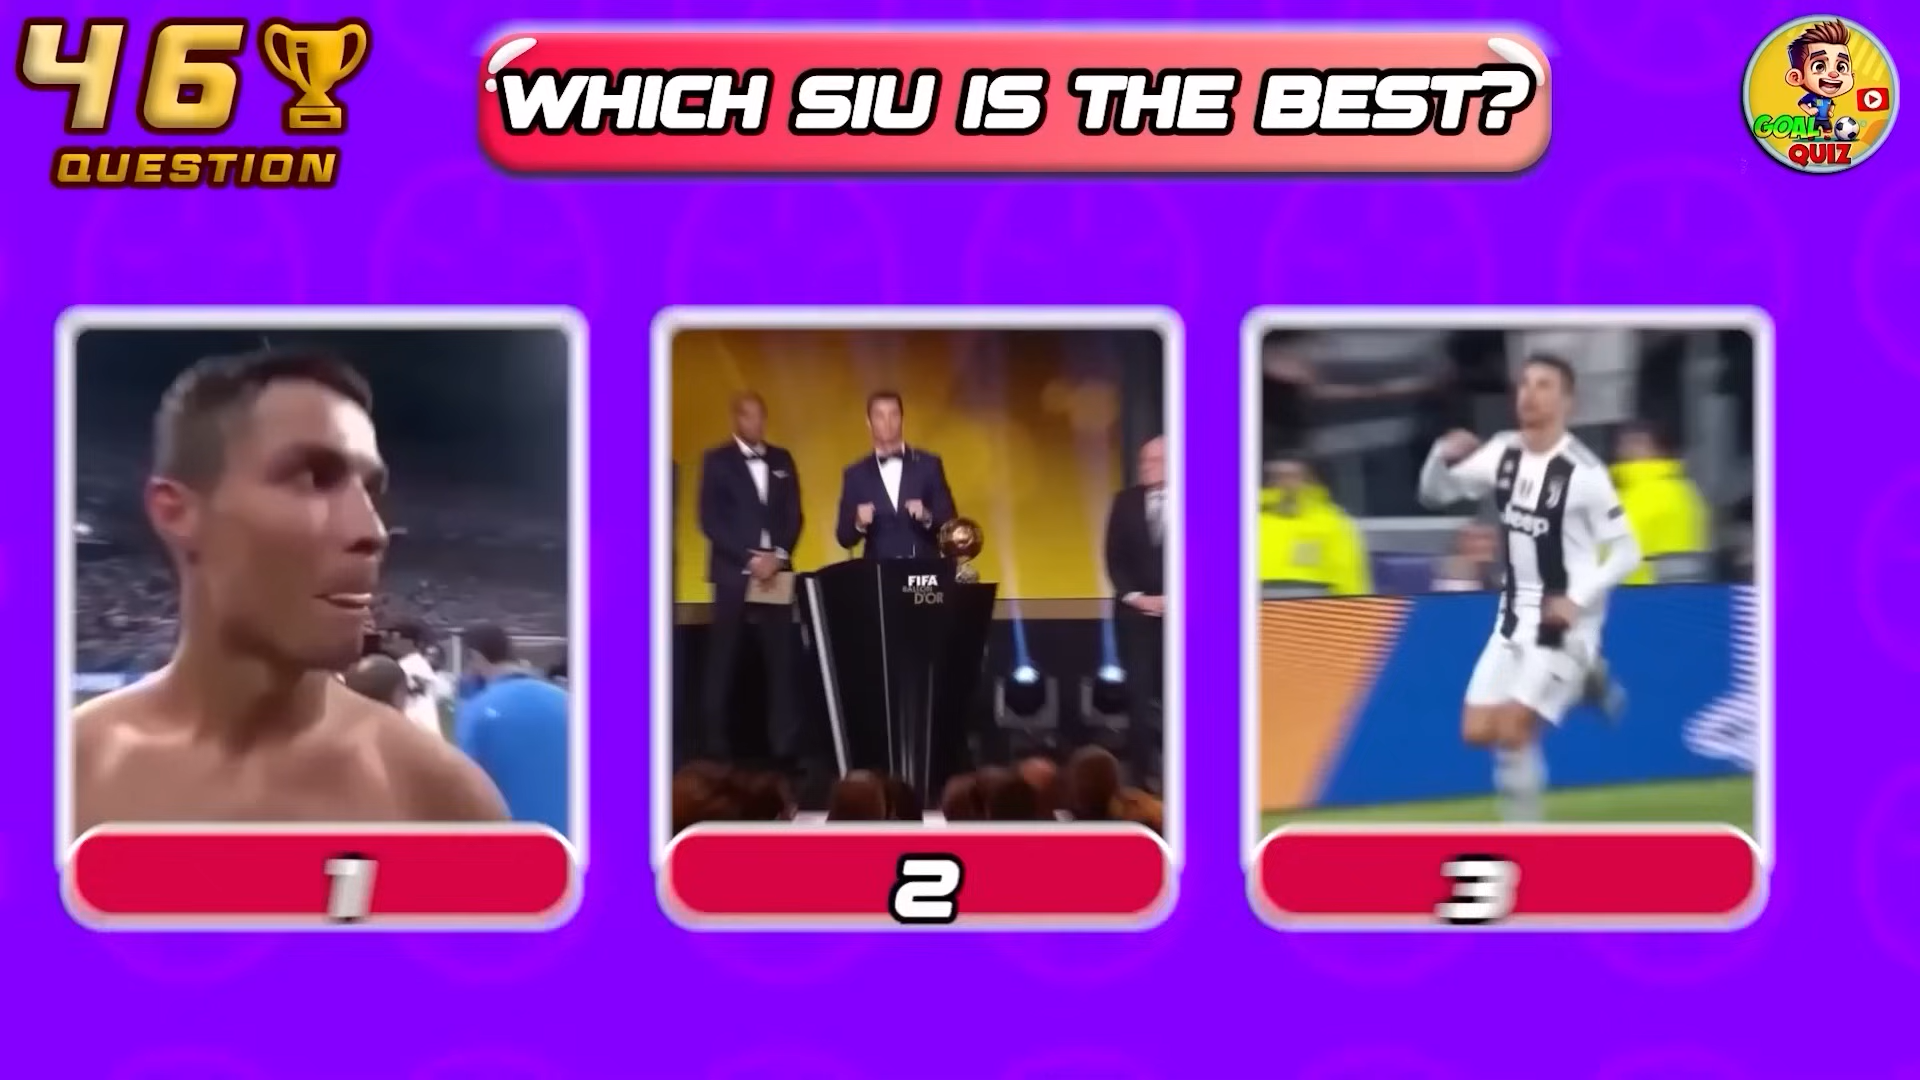 46
QUESTION
WHICH SIU IS THE BEST?
GOAL
QUIZ
FIFA
BALLON
D'OR
Jeep
1
2
3